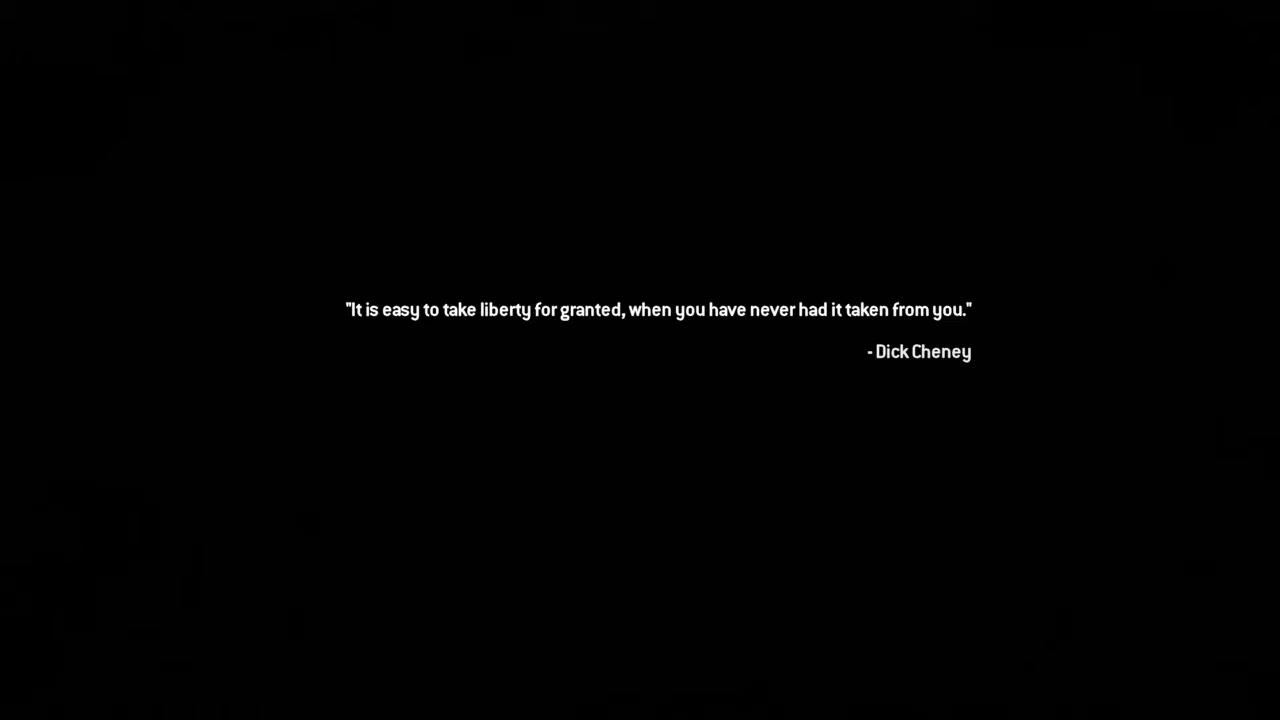 "It is easy to take liberty for granted, when you have never had it taken from you."
- Dick Cheney